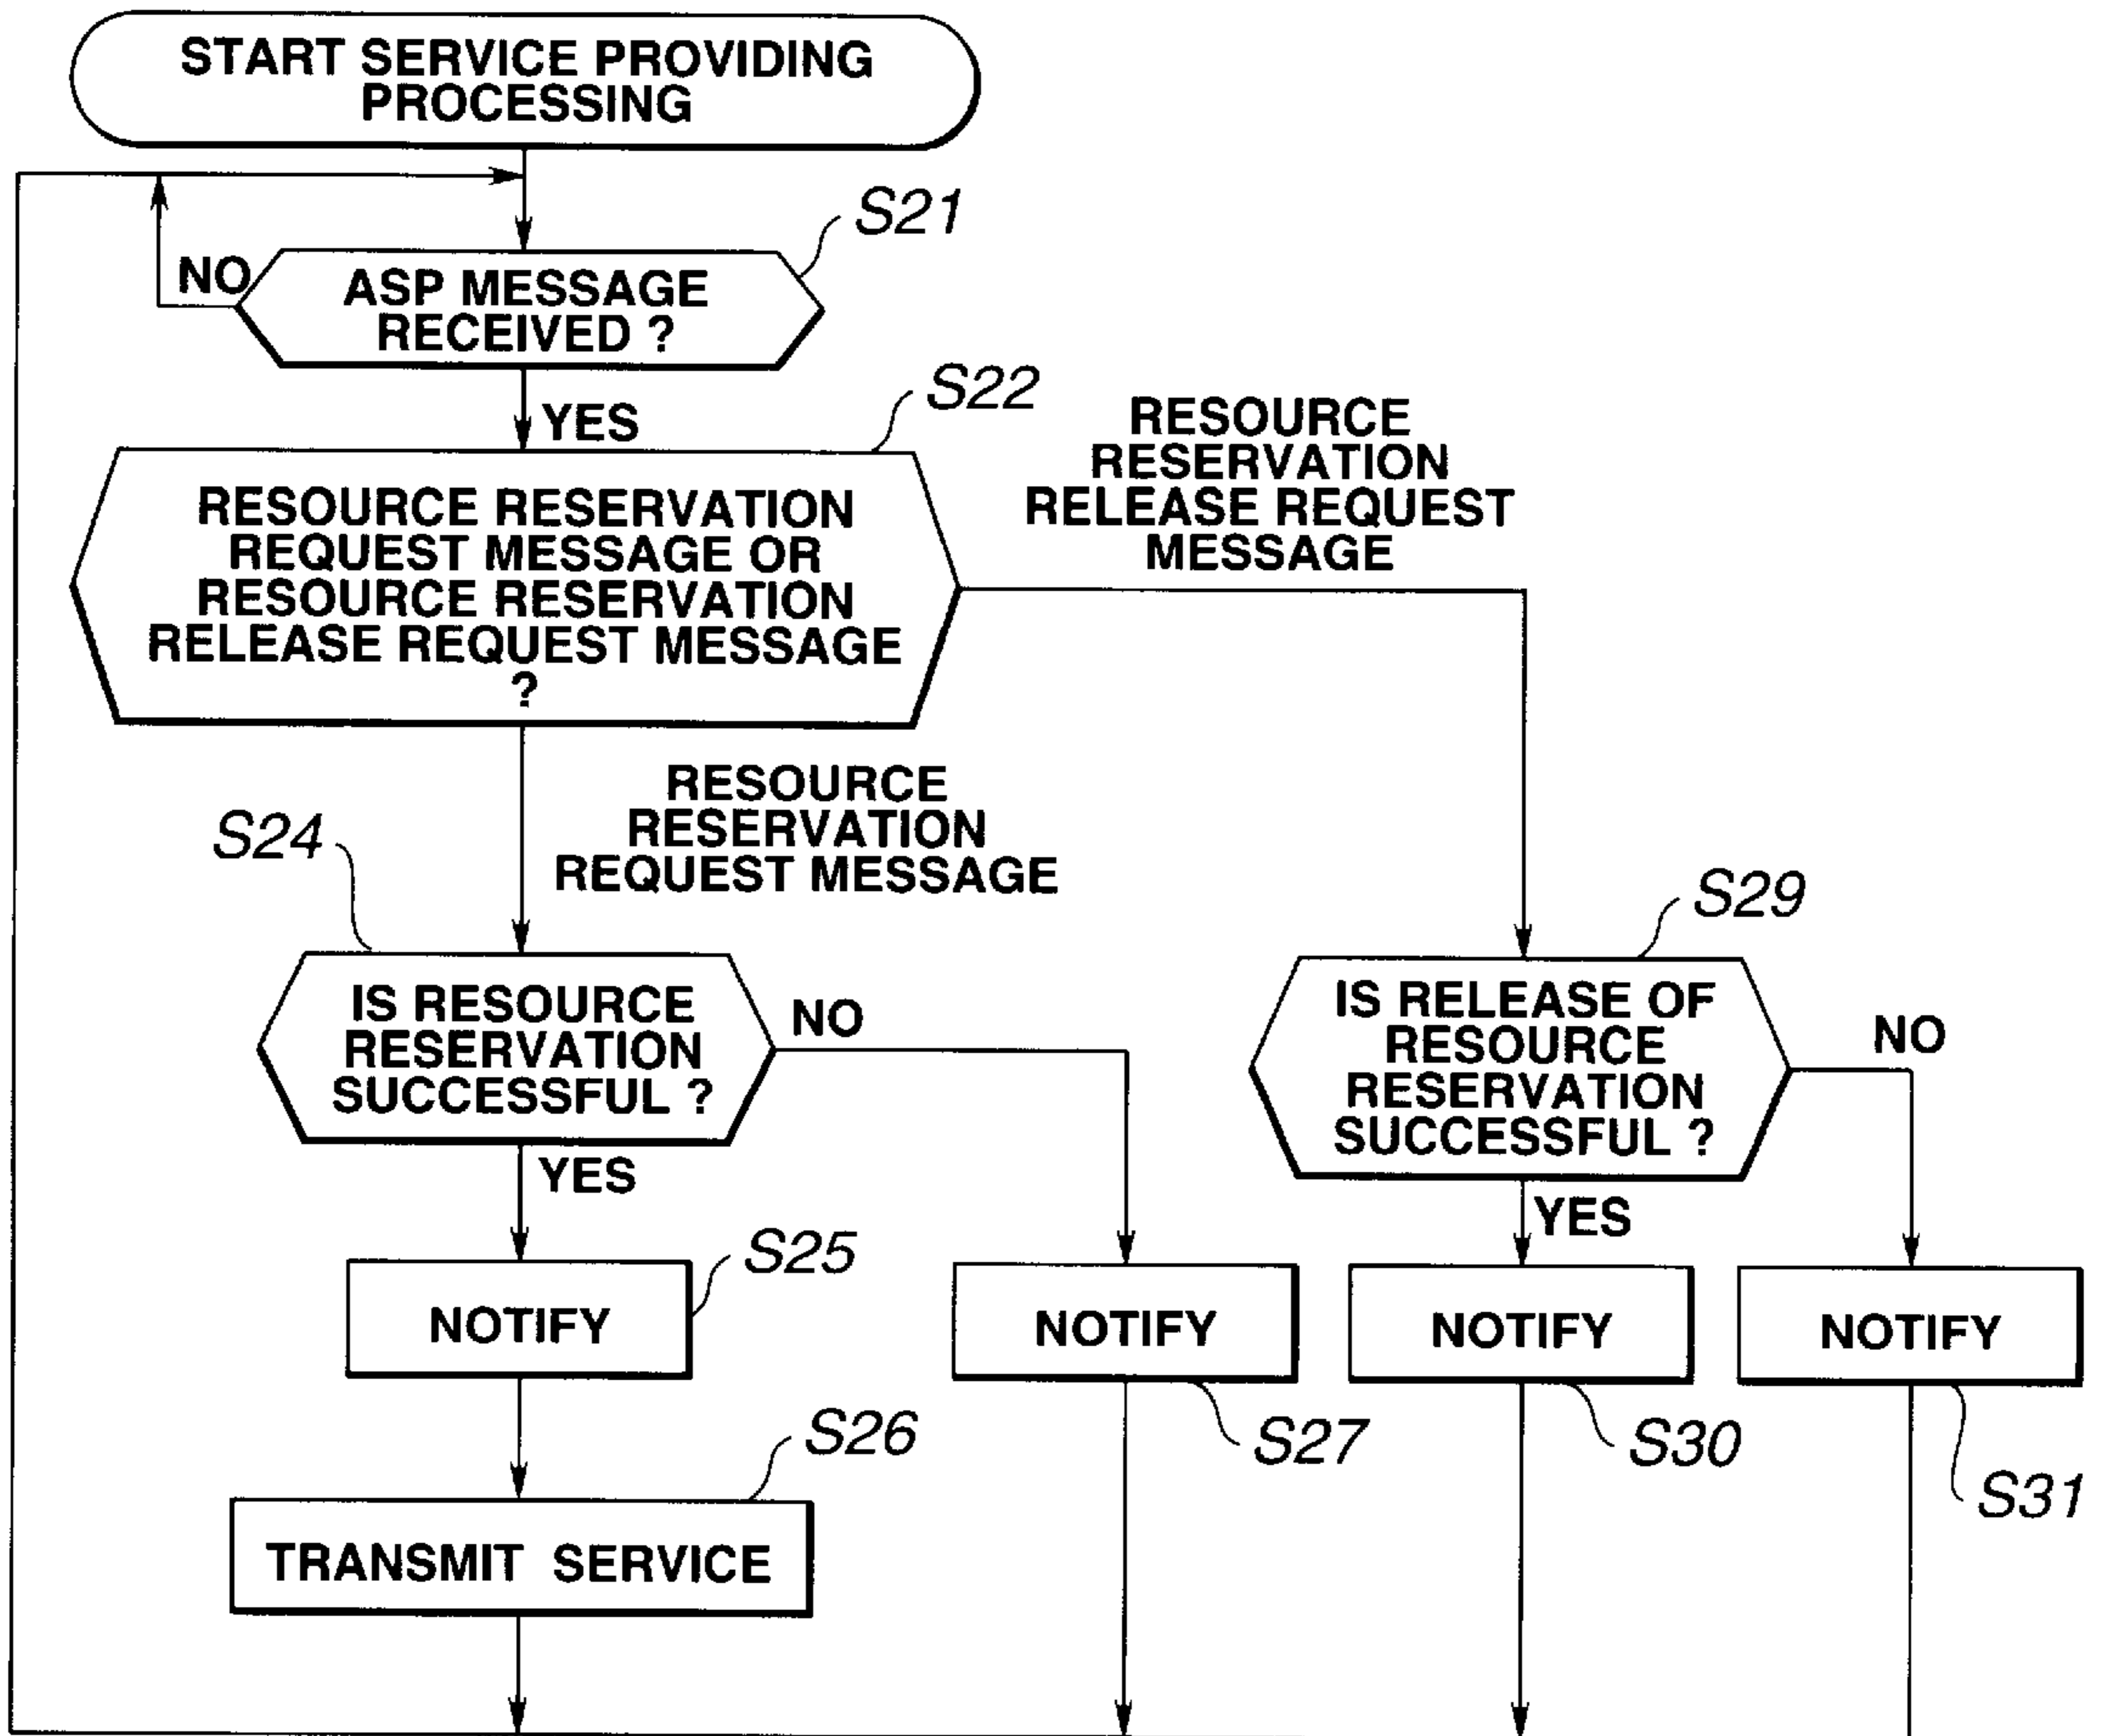 START SERVICE PROVIDING
PROCESSING
S21
NO
ASP MESSAGE
RECEIVED ?
S22
YES
RESOURCE
RESERVATION
RELEASE REQUEST
MESSAGE
RESOURCE RESERVATION
REQUEST MESSAGE OR
RESOURCE RESERVATION
RELEASE REQUEST MESSAGE
?
RESOURCE
RESERVATION
REQUEST MESSAGE
S24
S29
IS RESOURCE
RESERVATION
SUCCESSFUL ?
NO
IS RELEASE OF
RESOURCE
RESERVATION
SUCCESSFUL ?
NO
YES
YES
S25
NOTIFY
NOTIFY
NOTIFY
NOTIFY
S26
S27
S30
S31
TRANSMIT SERVICE